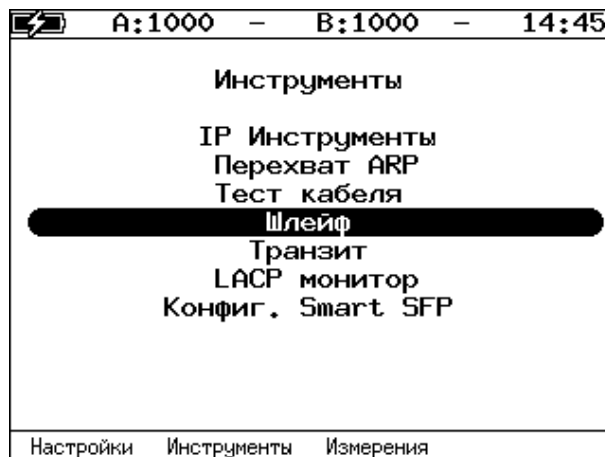 A:1000 – B:1000 – 14:45
Инструменты
IP Инструменты
Перехват ARP
Тест кабеля
Шлейф
Транзит
LACP монитор
Конфиг. Smart SFP
Настройки Инструменты Измерения